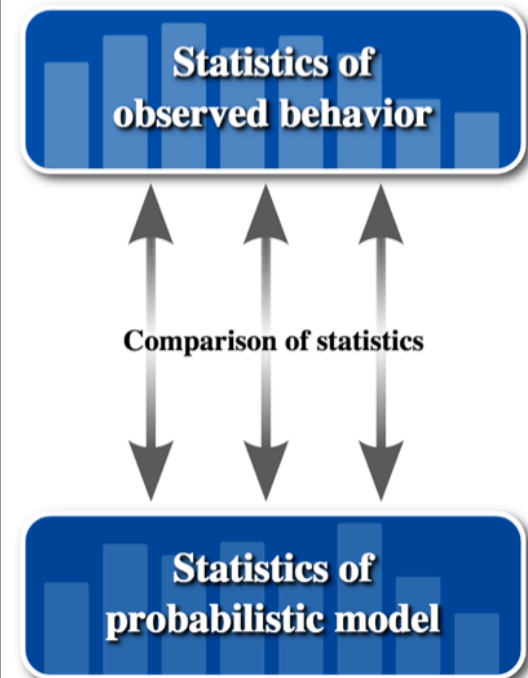 Statistics of
observed behavior
Comparison of statistics
Statistics of
probabilistic model